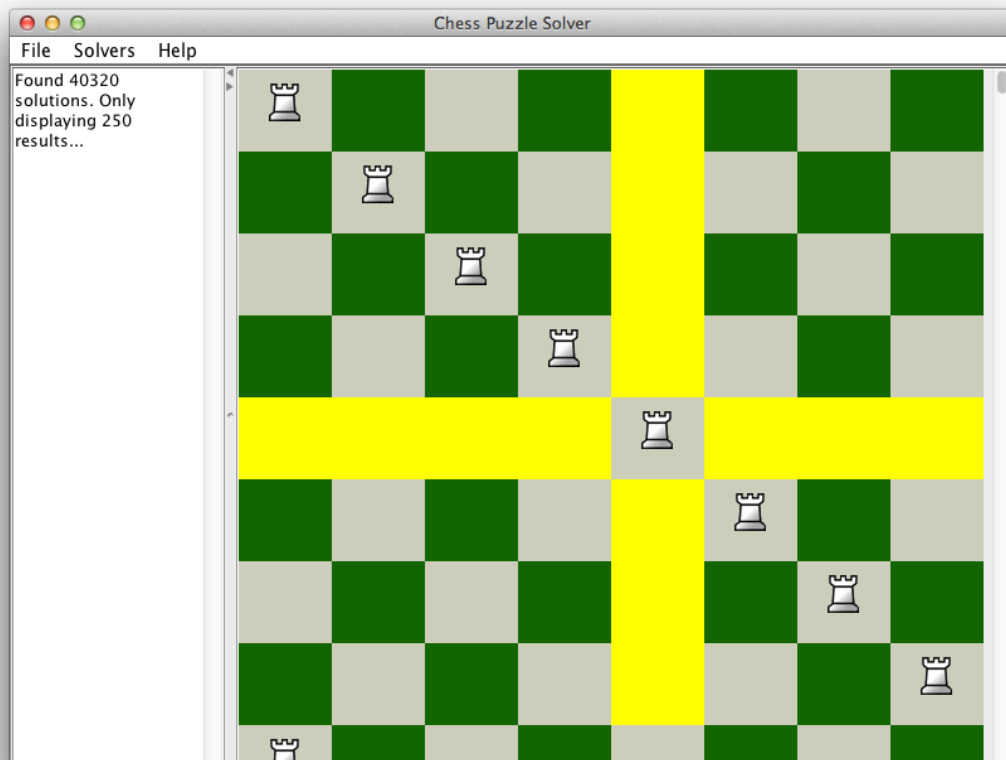 Chess Puzzle Solver
File Solvers Help
Found 40320
solutions. Only
displaying 250
results...